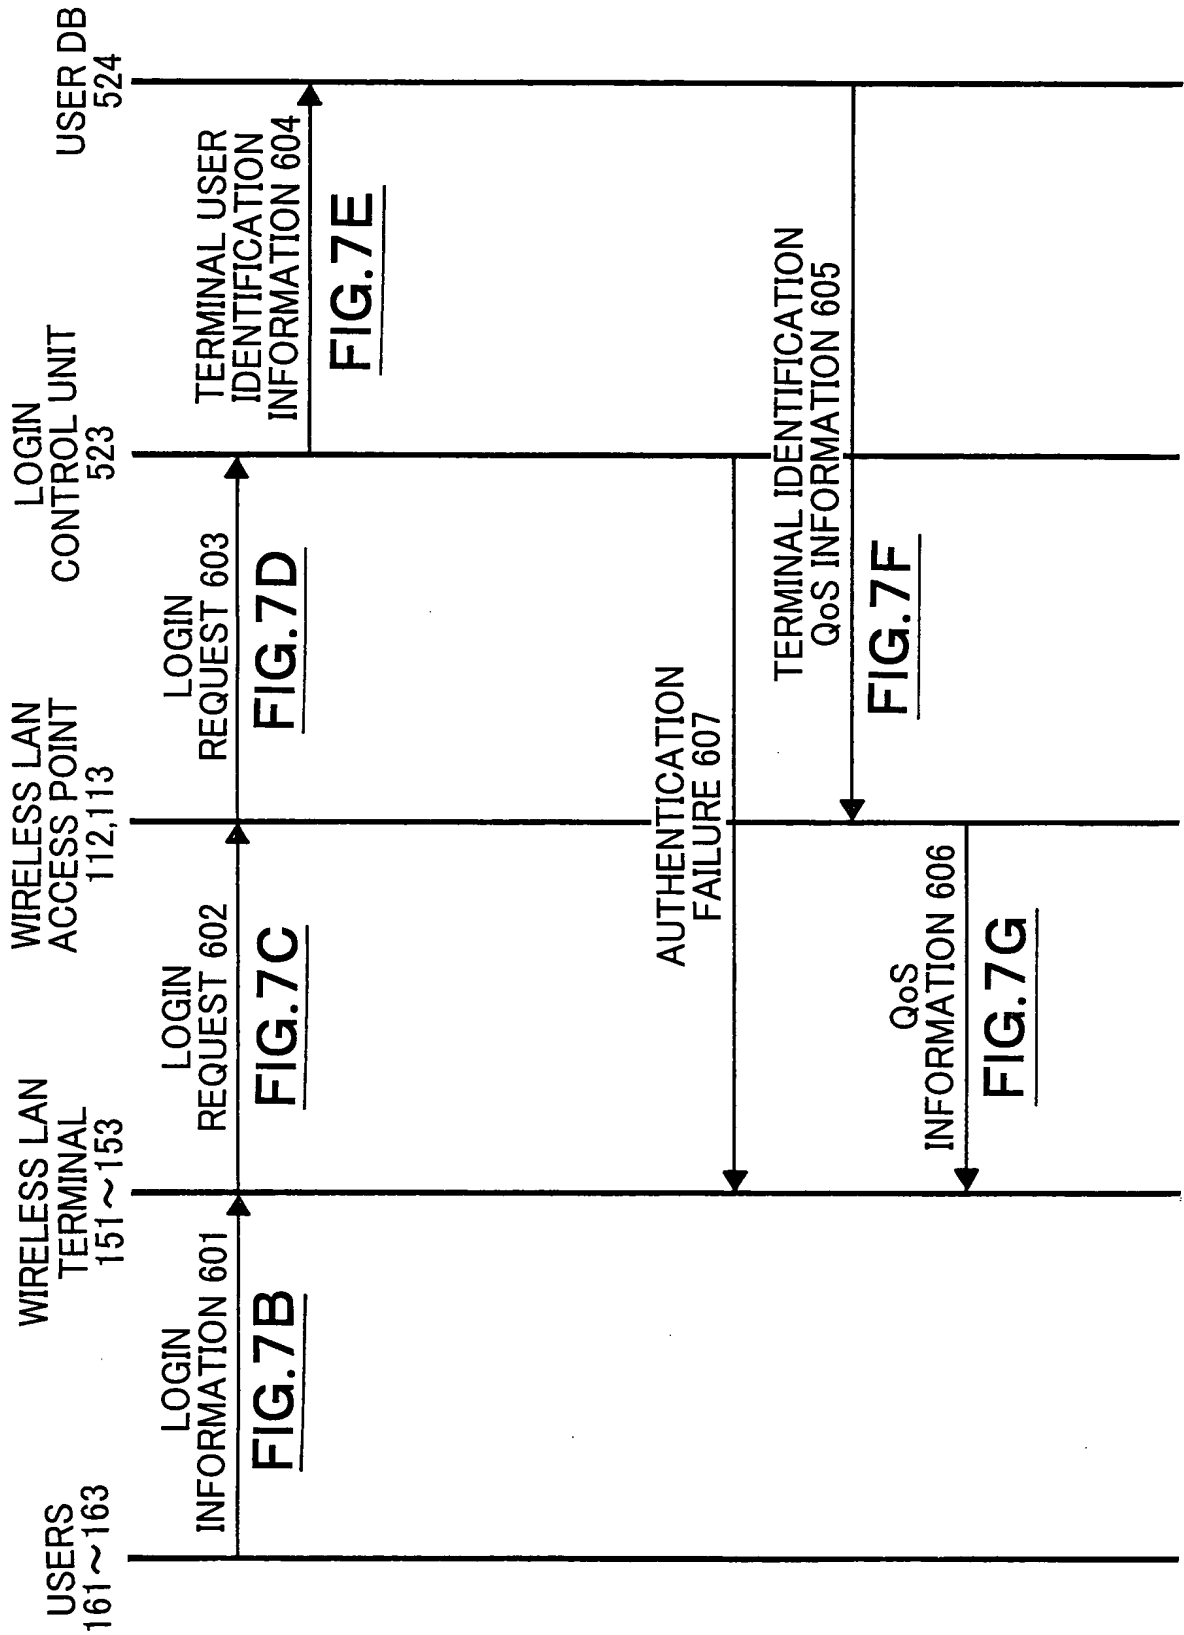 USERS
161~163
WIRELESS LAN
TERMINAL
151~153
WIRELESS LAN
ACCESS POINT
112,113
LOGIN
CONTROL UNIT
523
USER DB
524
LOGIN
INFORMATION 601
FIG.7B
LOGIN
REQUEST 602
FIG.7C
LOGIN
REQUEST 603
FIG.7D
TERMINAL USER
IDENTIFICATION
INFORMATION 604
FIG.7E
AUTHENTICATION
FAILURE 607
TERMINAL IDENTIFICATION
QoS INFORMATION 605
FIG.7F
QoS
INFORMATION 606
FIG.7G